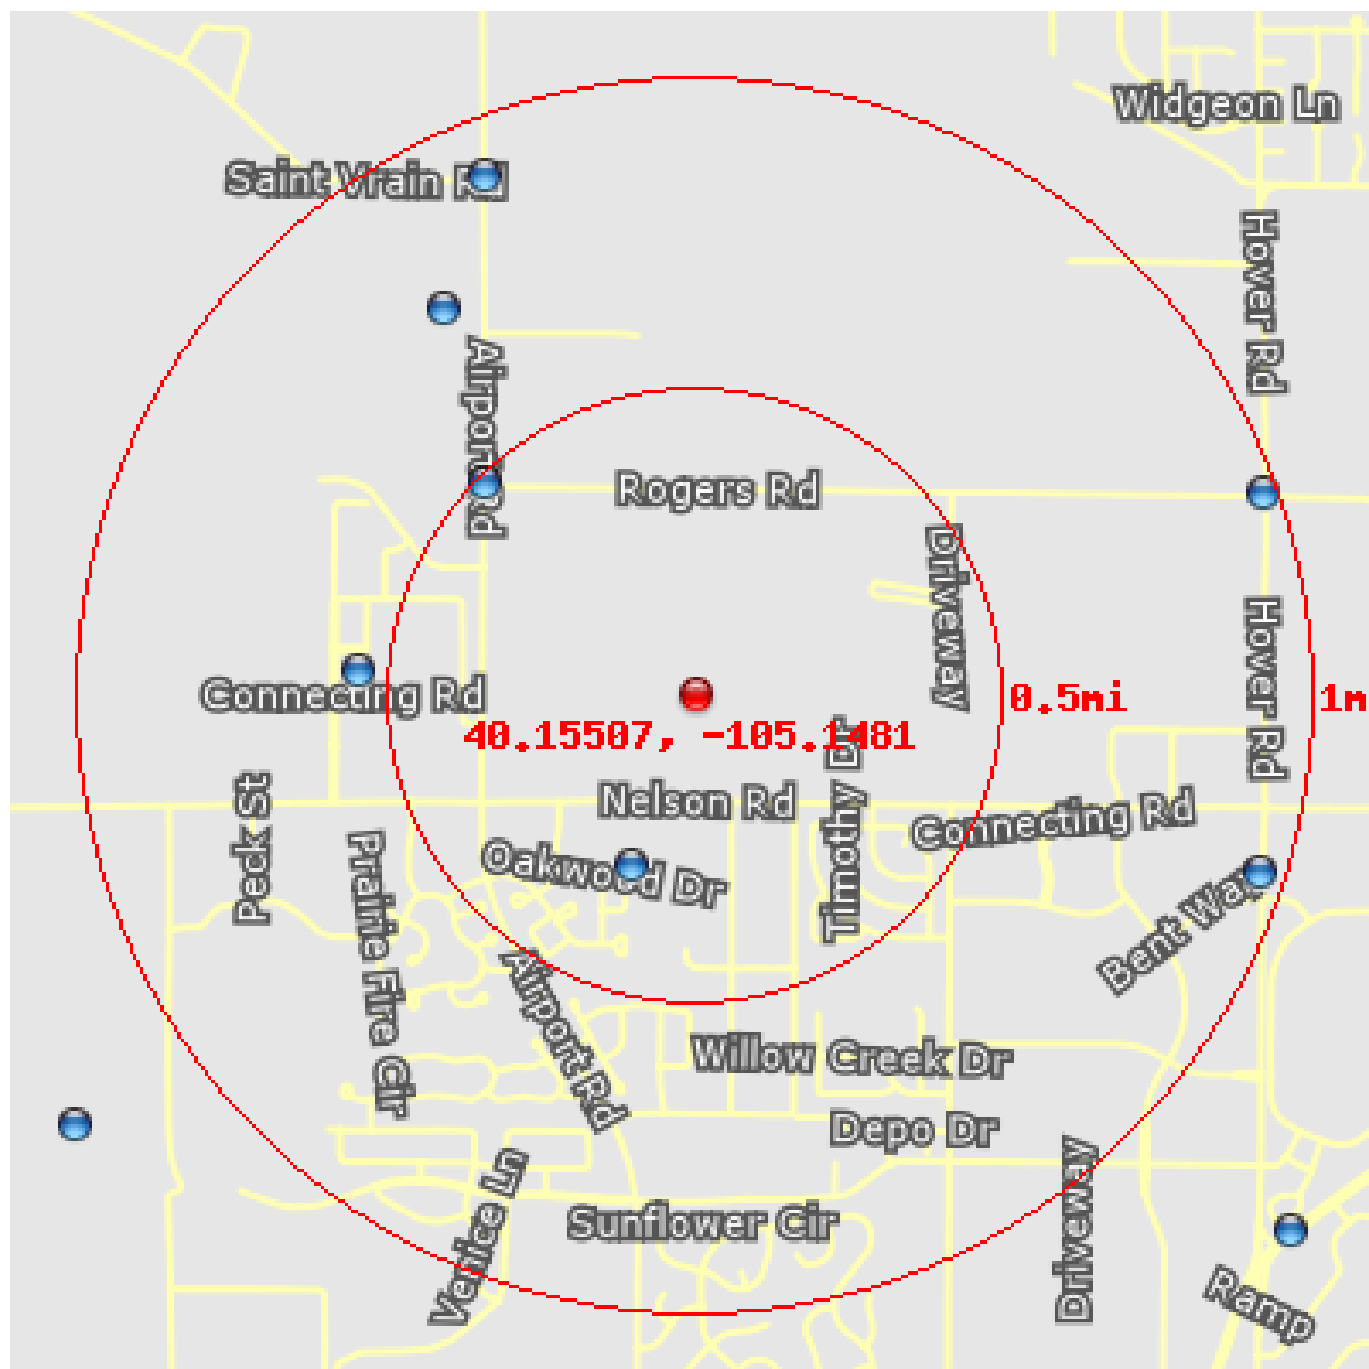 Widgeon Ln
Saint Vrain Rd
Hover Rd
Airport Rd
Rogers Rd
Driveway
Hover Rd
Connecting Rd
0.5mi
1m
40.15507, -105.1481
Timothy Dr
Nelson Rd
Peck St
Connecting Rd
Oakwood Dr
Prairie Fire Cir
Bent Way
Airport Rd
Willow Creek Dr
Depo Dr
Driveway
Vertice Ln
Sunflower Cir
Ramp